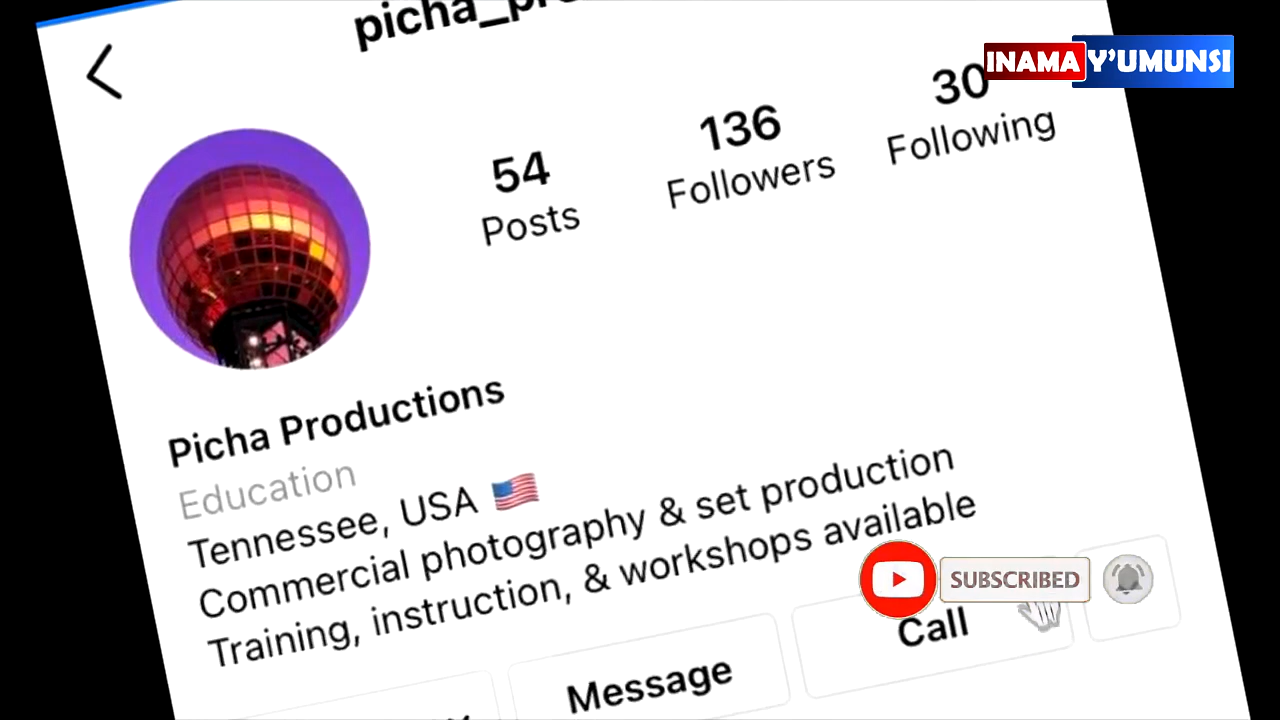 INAMA Y'UMUNSI
54
Posts
136
Followers
30
Following
Picha Productions
Education
Tennessee, USA 🇺🇸
Commercial photography & set production
Training, instruction, & workshops available
SUBSCRIBED
Message
Call